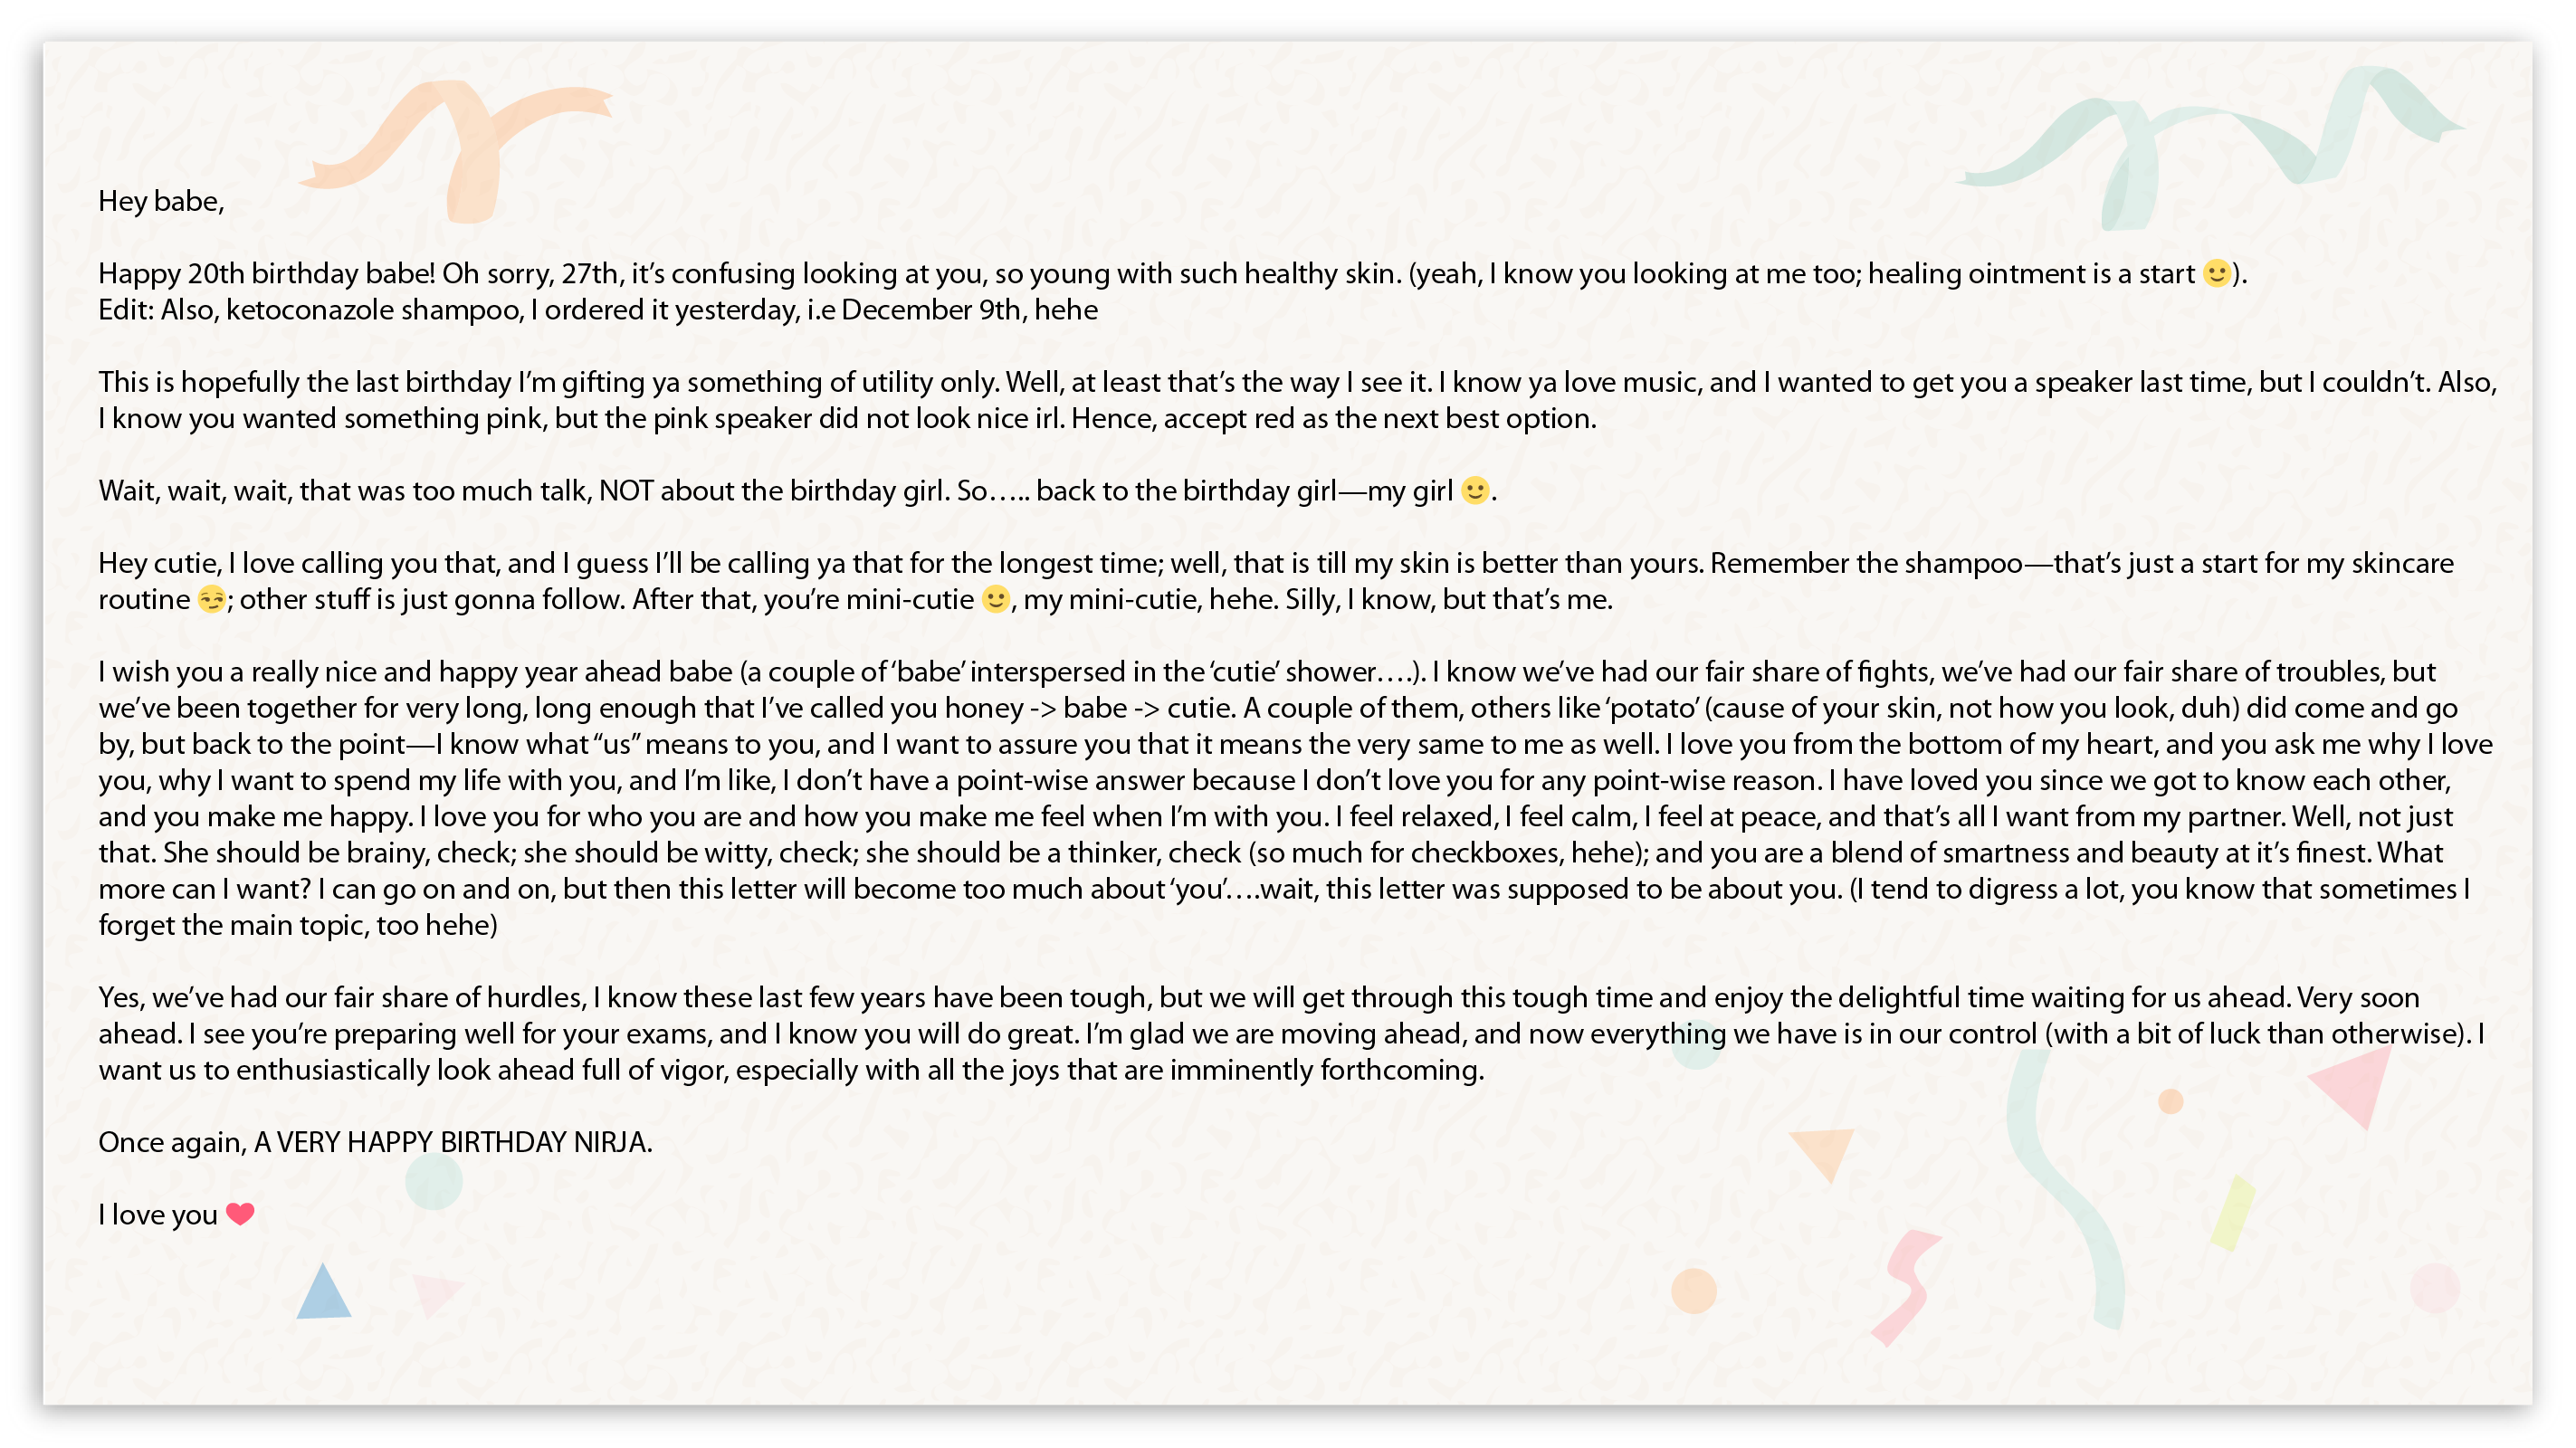 Hey babe,
Happy 20th birthday babe! Oh sorry, 27th, it’s confusing looking at you, so young with such healthy skin. (yeah, I know you looking at me too; healing ointment is a start 🙂).
Edit: Also, ketoconazole shampoo, I ordered it yesterday, i.e December 9th, hehe
This is hopefully the last birthday I’m gifting ya something of utility only. Well, at least that’s the way I see it. I know ya love music, and I wanted to get you a speaker last time, but I couldn’t. Also,
I know you wanted something pink, but the pink speaker did not look nice irl. Hence, accept red as the next best option.
Wait, wait, wait, that was too much talk, NOT about the birthday girl. So….. back to the birthday girl—my girl 🙂.
Hey cutie, I love calling you that, and I guess I’ll be calling ya that for the longest time; well, that is till my skin is better than yours. Remember the shampoo—that’s just a start for my skincare
routine 😏; other stuff is just gonna follow. After that, you’re mini-cutie 🙂, my mini-cutie, hehe. Silly, I know, but that’s me.
I wish you a really nice and happy year ahead babe (a couple of ‘babe’ interspersed in the ‘cutie’ shower….). I know we’ve had our fair share of fights, we’ve had our fair share of troubles, but
we’ve been together for very long, long enough that I’ve called you honey -> babe -> cutie. A couple of them, others like ‘potato’ (cause of your skin, not how you look, duh) did come and go
by, but back to the point—I know what “us” means to you, and I want to assure you that it means the very same to me as well. I love you from the bottom of my heart, and you ask me why I love
you, why I want to spend my life with you, and I’m like, I don’t have a point-wise answer because I don’t love you for any point-wise reason. I have loved you since we got to know each other,
and you make me happy. I love you for who you are and how you make me feel when I’m with you. I feel relaxed, I feel calm, I feel at peace, and that’s all I want from my partner. Well, not just
that. She should be brainy, check; she should be witty, check; she should be a thinker, check (so much for checkboxes, hehe); and you are a blend of smartness and beauty at it’s finest. What
more can I want? I can go on and on, but then this letter will become too much about ‘you’….wait, this letter was supposed to be about you. (I tend to digress a lot, you know that sometimes I
forget the main topic, too hehe)
Yes, we’ve had our fair share of hurdles, I know these last few years have been tough, but we will get through this tough time and enjoy the delightful time waiting for us ahead. Very soon
ahead. I see you’re preparing well for your exams, and I know you will do great. I’m glad we are moving ahead, and now everything we have is in our control (with a bit of luck than otherwise). I
want us to enthusiastically look ahead full of vigor, especially with all the joys that are imminently forthcoming.
Once again, A VERY HAPPY BIRTHDAY NIRJA.
I love you ❤️